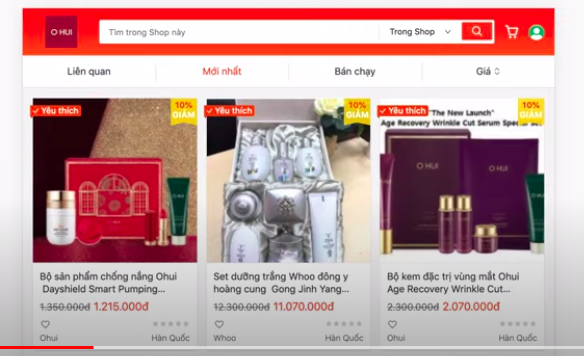 O HUI
Tìm trong Shop này
Trong Shop
Liên quan
Mới nhất
Bán chạy
Giá
Yêu thích
10%
GIẢM
Yêu thích
10%
GIẢM
Yêu thích
10%
GIẢM
"The New Launch"
Age Recovery Wrinkle Cut Serum Special
O HUI
O HUI
Bộ sản phẩm chống nắng Ohui
Dayshield Smart Pumping...
1.350.000đ 1.215.000đ
Ohui
Hàn Quốc
Set dưỡng trắng Whoo đông y
hoàng cung Gong Jinh Yang...
12.300.000đ 11.070.000đ
Whoo
Hàn Quốc
Bộ kem đặc trị vùng mắt Ohui
Age Recovery Wrinkle Cut...
2.300.000đ 2.070.000đ
Ohui
Hàn Quốc